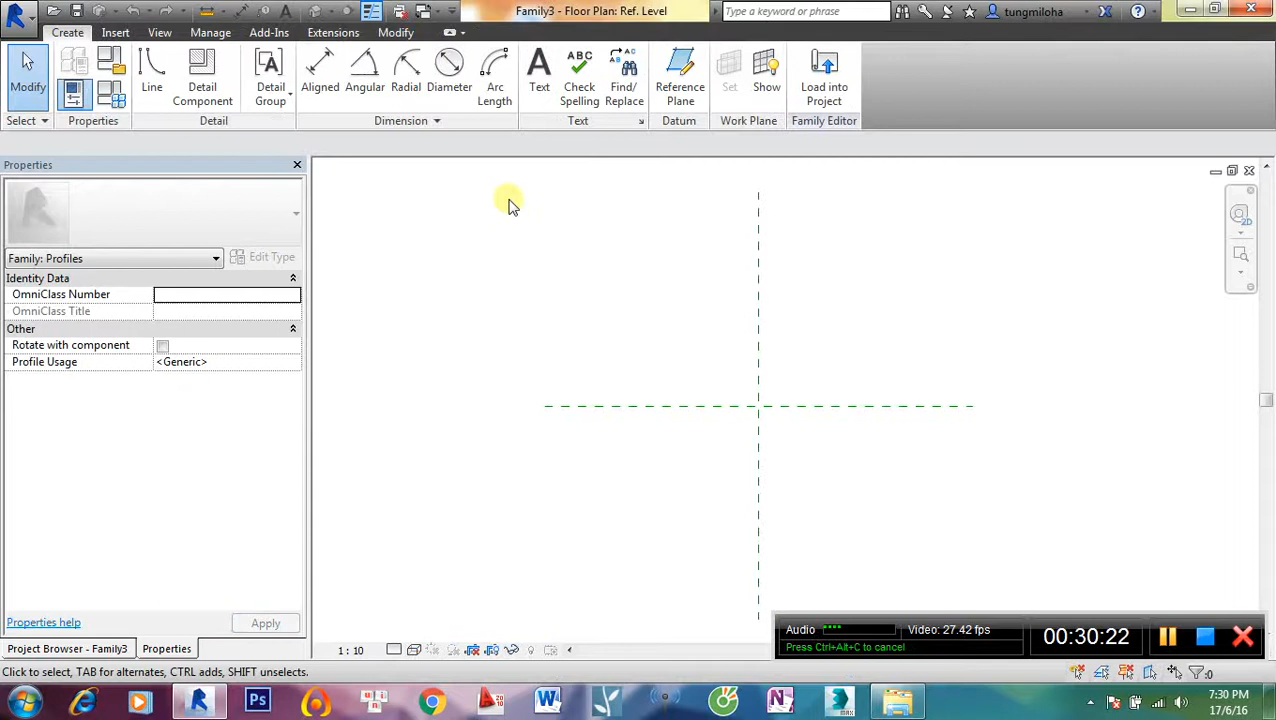 Family3 - Floor Plan: Ref. Level
Type a keyword or phrase
tungmiloha
Create Insert View Manage Add-Ins Extensions Modify
Modify
Line
Detail Component
Detail Group
Aligned
Angular
Radial
Diameter
Arc Length
Text
ABC
Check Spelling
Find/ Replace
Reference Plane
Set
Show
Load into Project
Select
Properties
Detail
Dimension
Text
Datum
Work Plane
Family Editor
Properties
Family: Profiles
Edit Type
Identity Data
OmniClass Number
OmniClass Title
Other
Rotate with component
Profile Usage <Generic>
2D
Properties help
Apply
Project Browser - Family3
Properties
1 : 10
Audio
Video: 27.42 fps
Press Ctrl+Alt+C to cancel
00:30:22
Click to select, TAB for alternates, CTRL adds, SHIFT unselects.
:0
7:30 PM
17/6/16